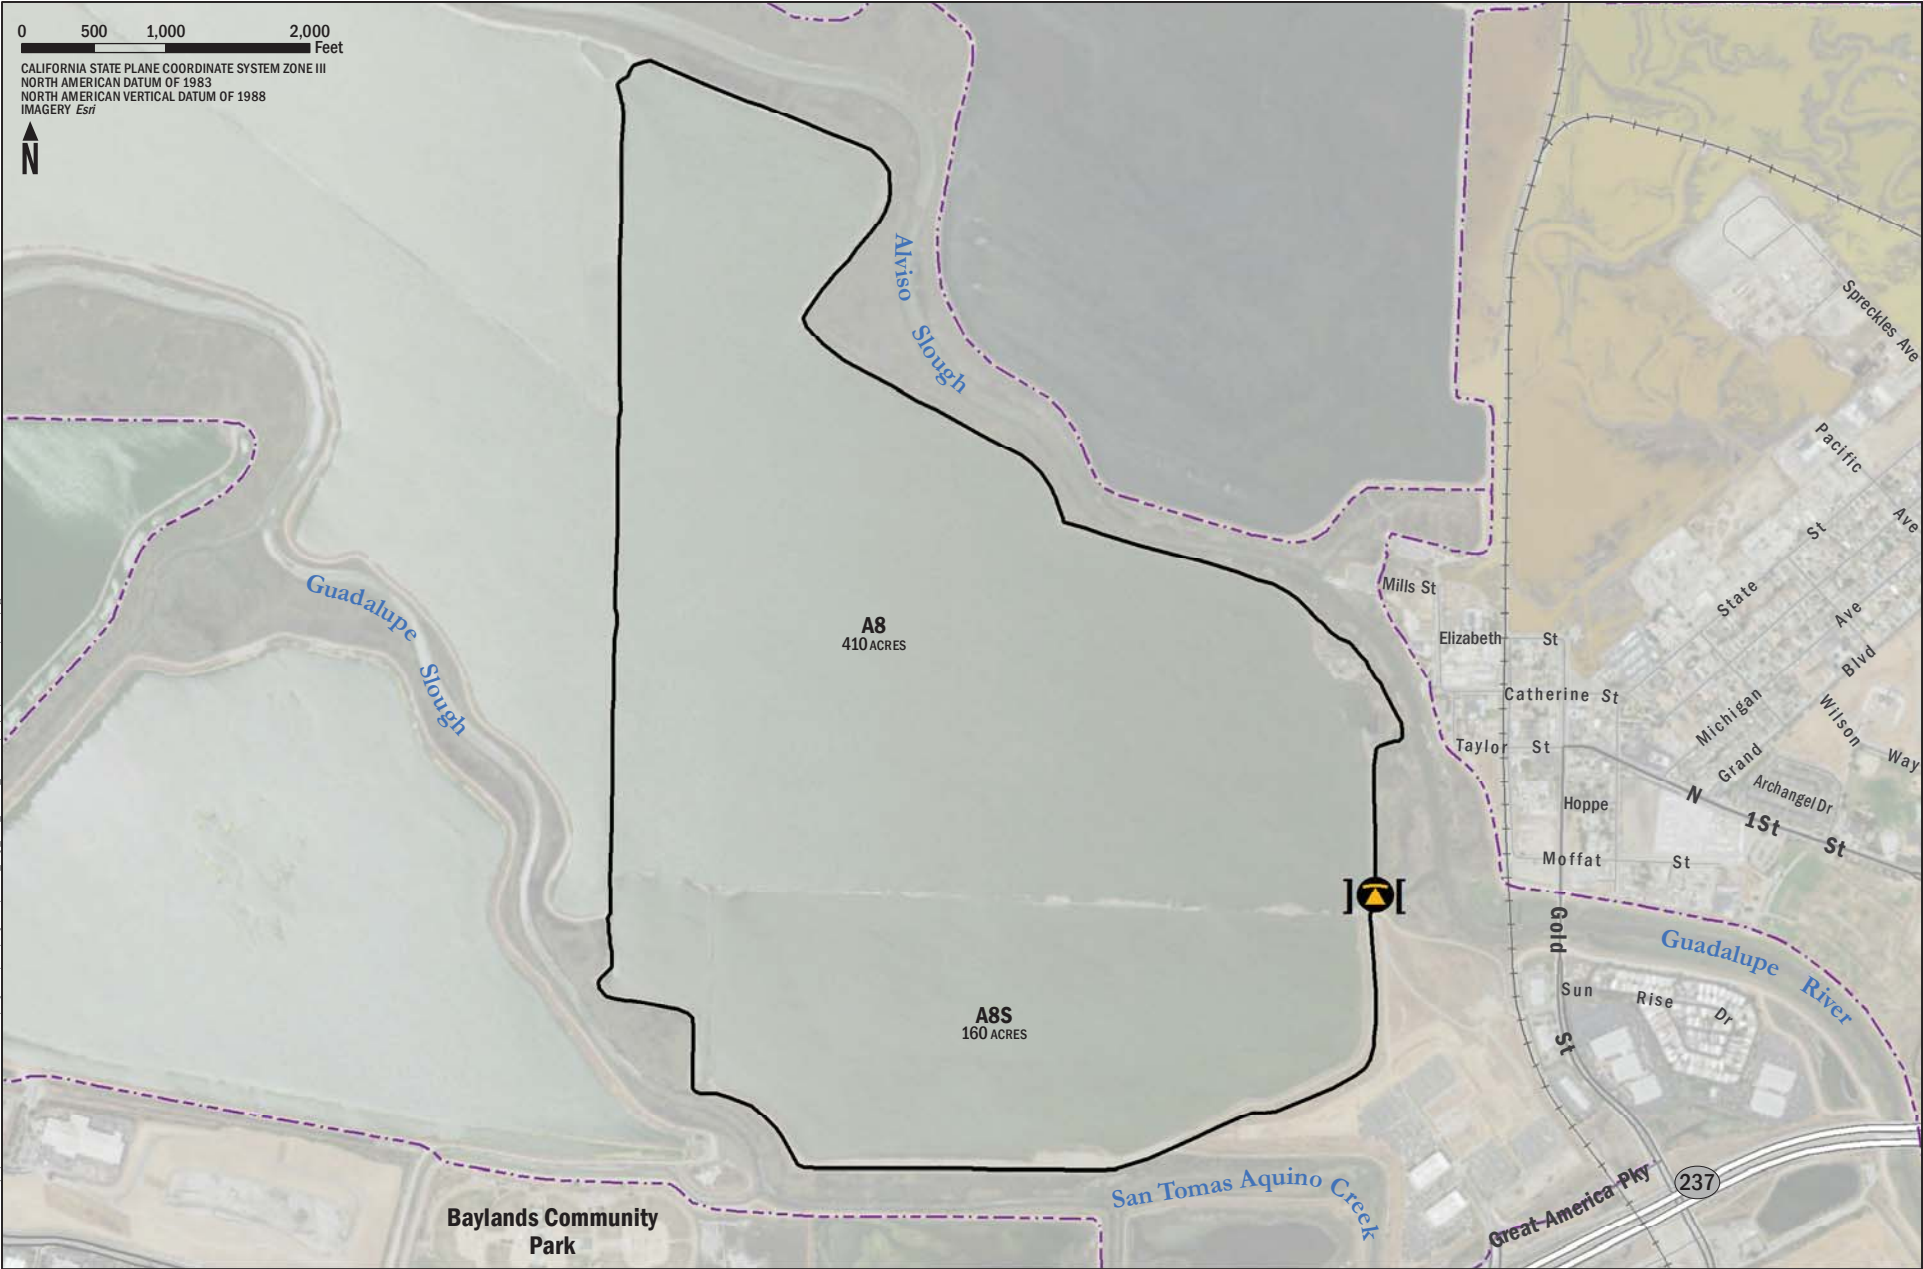 0 500 1,000 2,000
Feet
CALIFORNIA STATE PLANE COORDINATE SYSTEM ZONE III
NORTH AMERICAN DATUM OF 1983
NORTH AMERICAN VERTICAL DATUM OF 1988
IMAGERY Esri
N
Alviso
Slough
Spreckles Ave
Pacific
Ave
State
St
Mills St
Guadalupe
Slough
A8
410 ACRES
Elizabeth St
Ave
Michigan
Blvd
Grand
Catherine St
Wilson
Way
Taylor St
Archangel Dr
Hoppe
N 1St St
Moffat St
] [
Gold
St
Guadalupe
River
Sun Rise Dr
A8S
160 ACRES
San Tomas Aquino Creek
237
Great America Pky
Baylands Community
Park